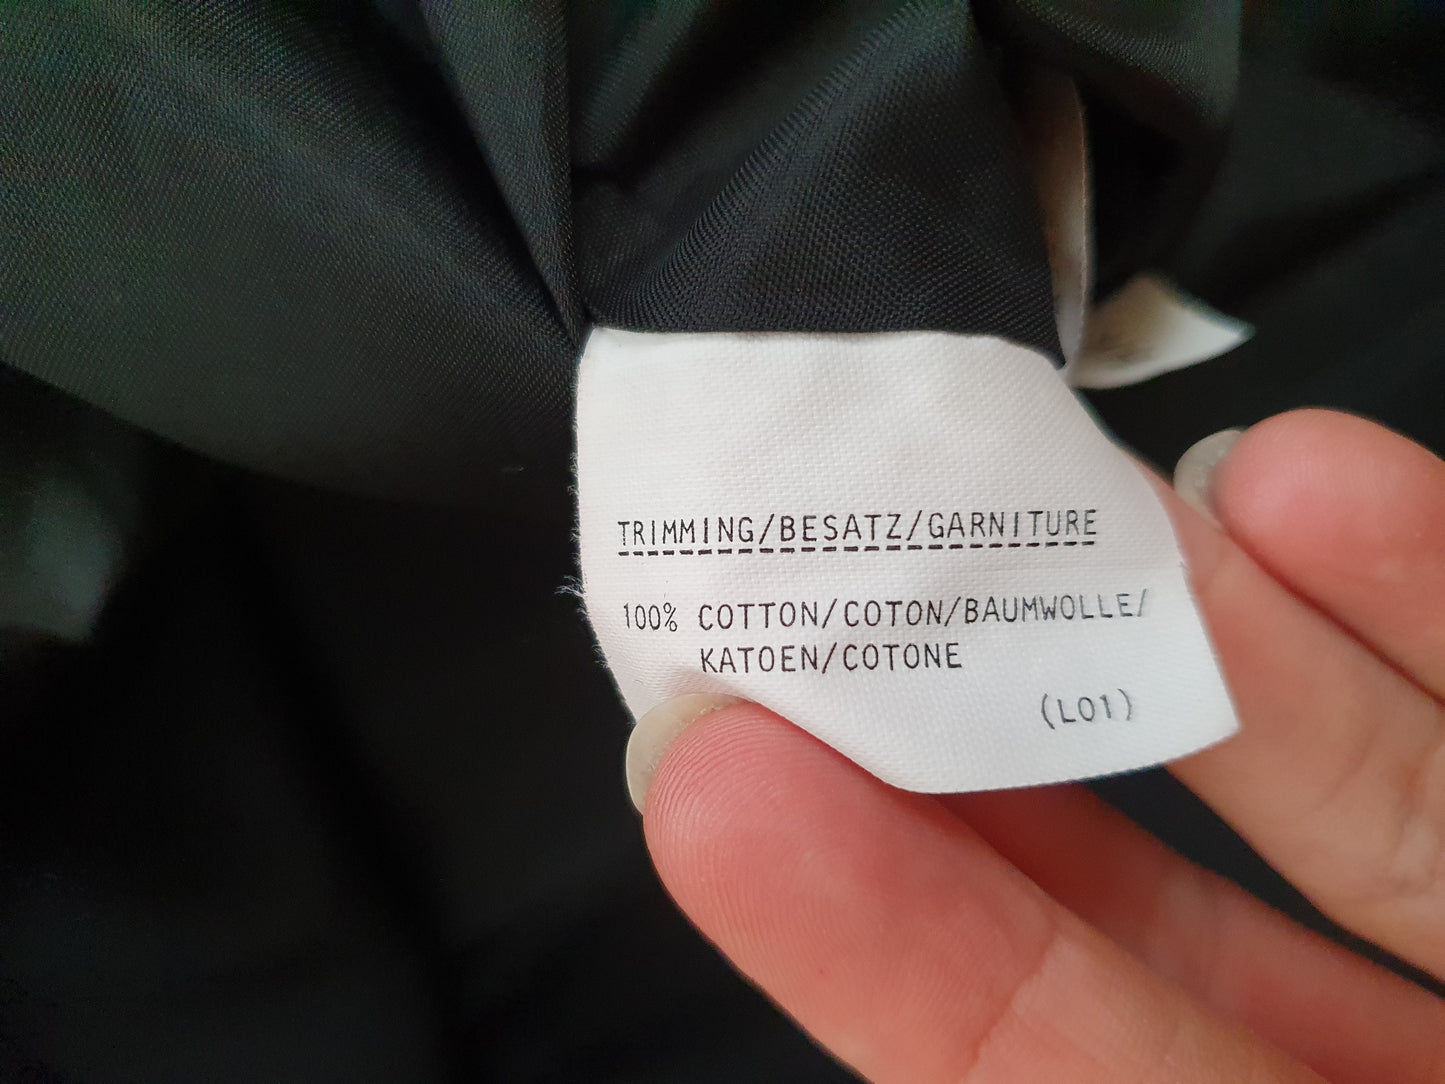 TRIMMING/BESATZ/GARNITURE
100% COTTON/COTON/BAUMWOLLE/
KATOEN/COTONE
(L01)